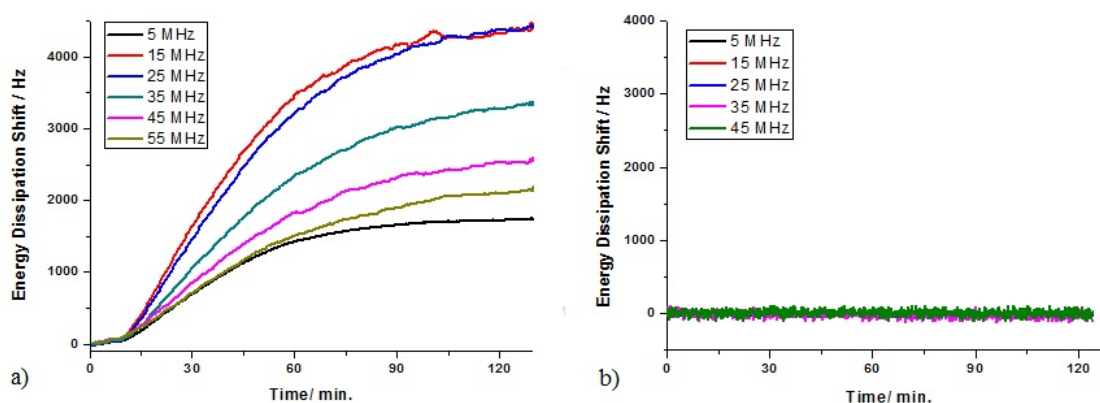 5 MHz
15 MHz
25 MHz
35 MHz
45 MHz
55 MHz
Energy Dissipation Shift / Hz
4000
3000
2000
1000
0
0 30 60 90 120
Time/ min.
a)
5 MHz
15 MHz
25 MHz
35 MHz
45 MHz
Energy Dissipation Shift / Hz
4000
3000
2000
1000
0
0 30 60 90 120
Time/ min.
b)